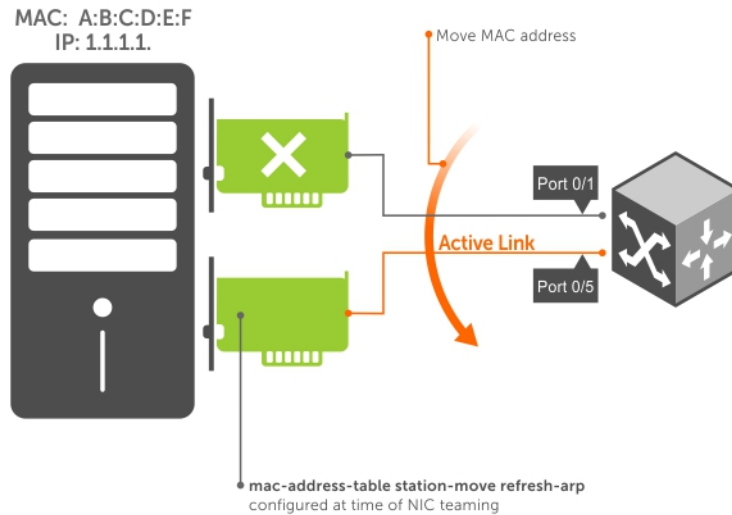 MAC: A:B:C:D:E:F
IP: 1.1.1.1.
Move MAC address
Port 0/1
Active Link
Port 0/5
mac-address-table station-move refresh-arp
configured at time of NIC teaming